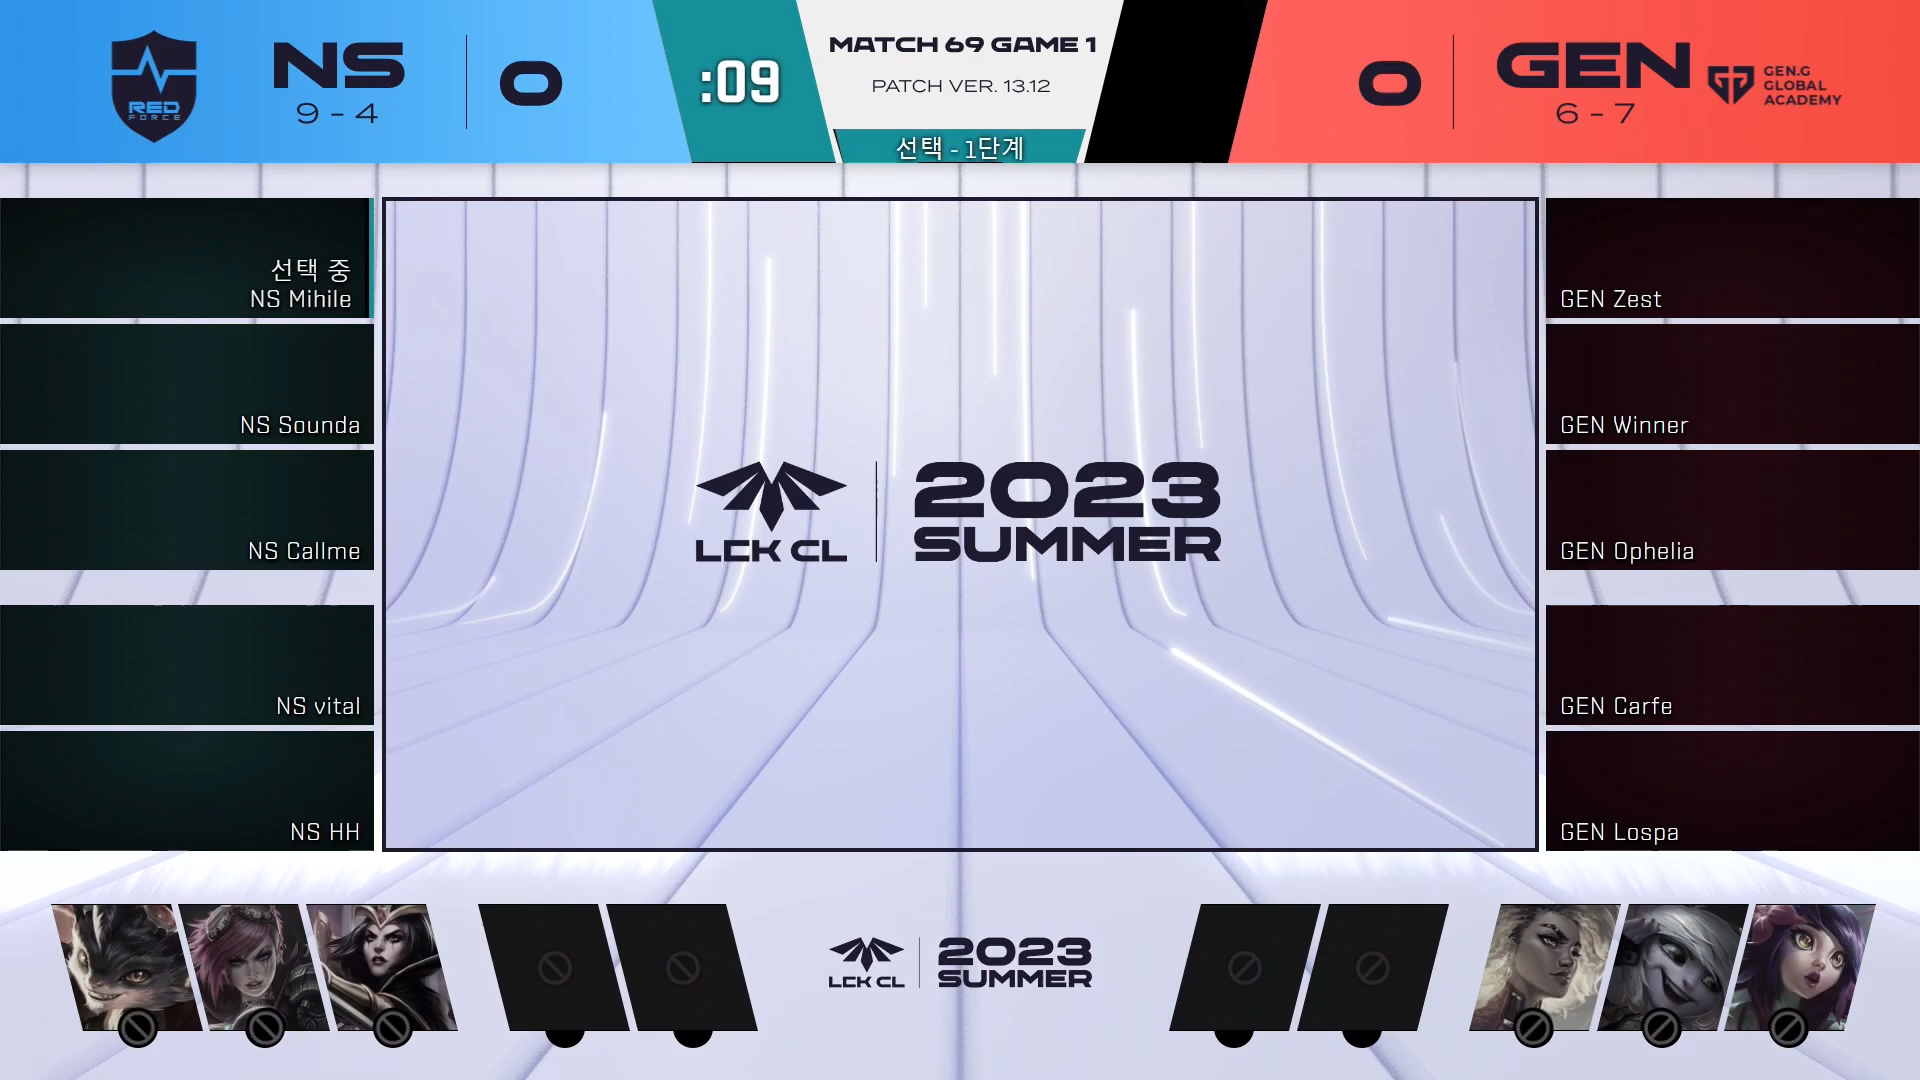 RED
FORCE
NS
9 - 4
0
:09
MATCH 69 GAME 1
PATCH VER. 13.12
선택 - 1단계
0
GEN
6 - 7
GEN.G
GLOBAL
ACADEMY
선택 중
NS Mihile
NS Sounda
NS Callme
NS vital
NS HH
LCK CL
2023
SUMMER
GEN Zest
GEN Winner
GEN Ophelia
GEN Carfe
GEN Lospa
LCK CL
2023
SUMMER